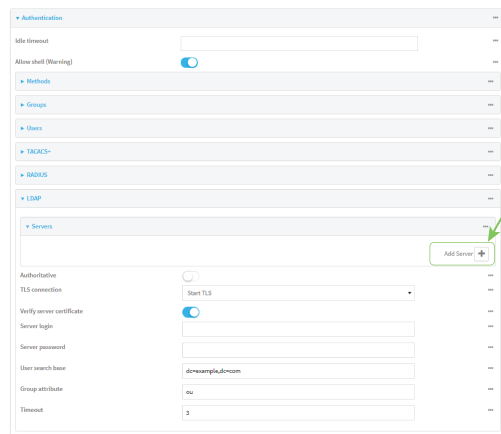 Authentication
Idle timeout
Allow shell (Warning)
Methods
Groups
Users
TACACS+
RADIUS
LDAP
Servers
Add Server
Authoritative
TLS connection Start TLS
Verify server certificate
Server login
Server password
User search base dc=example,dc=com
Group attribute ou
Timeout 3